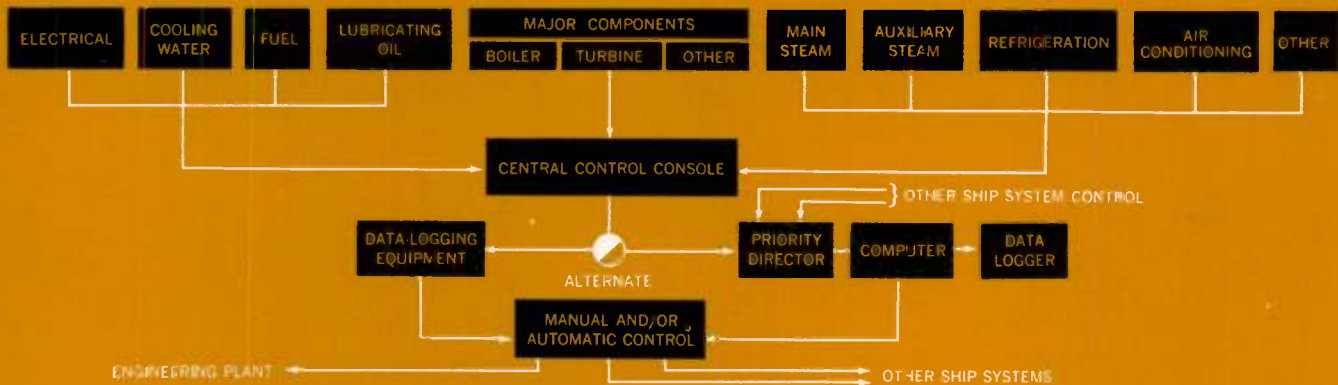 ELECTRICAL
COOLING
WATER
FUEL
LUBRICATING
OIL
MAJOR COMPONENTS
BOILER
TURBINE
OTHER
MAIN
STEAM
AUXILIARY
STEAM
REFRIGERATION
AIR
CONDITIONING
OTHER
CENTRAL CONTROL CONSOLE
OTHER SHIP SYSTEM CONTROL
DATA-LOGGING
EQUIPMENT
ALTERNATE
PRIORITY
DIRECTOR
COMPUTER
DATA
LOGGER
MANUAL AND/OR
AUTOMATIC CONTROL
ENGINEERING PLANT
OTHER SHIP SYSTEMS